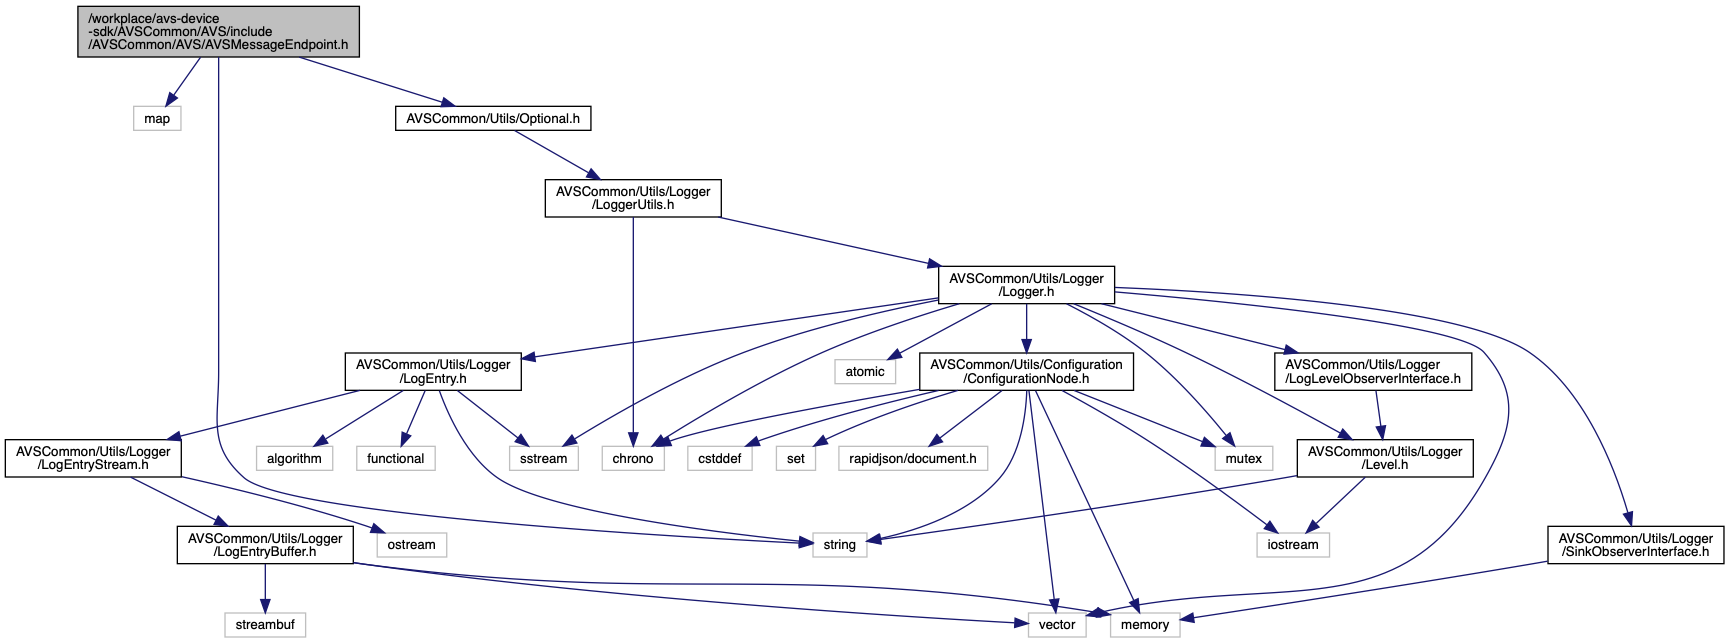 /workplace/avs-device
-sdk/AVSCommon/AVS/include
/AVSCommon/AVS/AVSMessageEndpoint.h
map
AVSCommon/Utils/Optional.h
AVSCommon/Utils/Logger
/LoggerUtils.h
AVSCommon/Utils/Logger
/Logger.h
AVSCommon/Utils/Logger
/LogEntry.h
atomic
AVSCommon/Utils/Configuration
/ConfigurationNode.h
AVSCommon/Utils/Logger
/LogLevelObserverInterface.h
AVSCommon/Utils/Logger
/LogEntryStream.h
algorithm
functional
sstream
chrono
cstddef
set
rapidjson/document.h
mutex
AVSCommon/Utils/Logger
/Level.h
AVSCommon/Utils/Logger
/LogEntryBuffer.h
ostream
string
iostream
AVSCommon/Utils/Logger
/SinkObserverInterface.h
streambuf
vector
memory